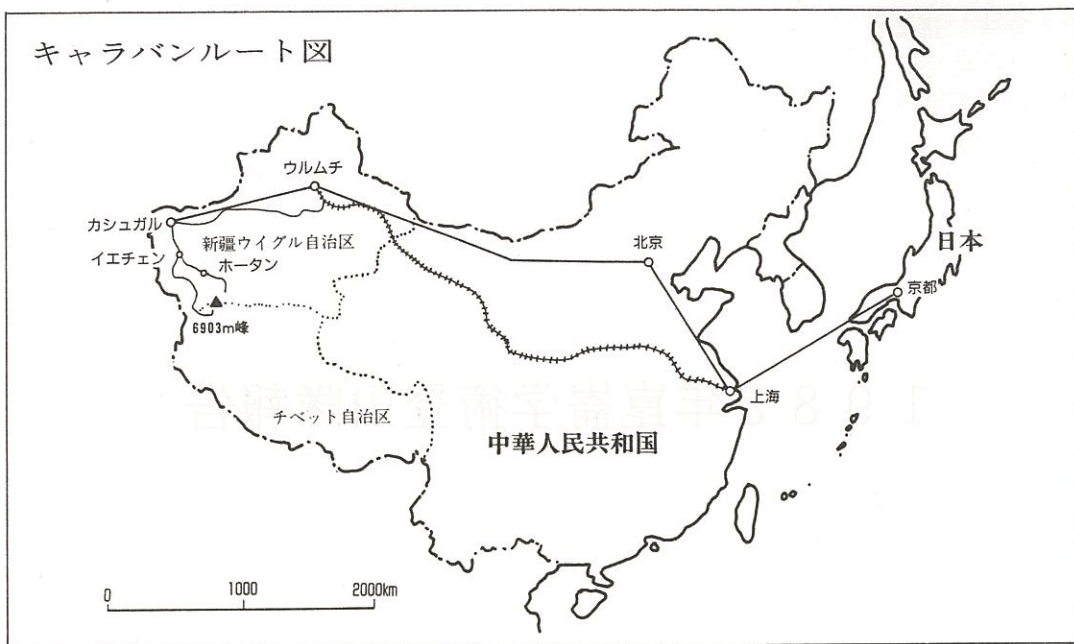 キャラバンルート図
ウルムチ
カシュガル
新疆ウイグル自治区
イエチェン
ホータン
6903m峰
北京
日本
京都
上海
チベット自治区
中華人民共和国
0 1000 2000km